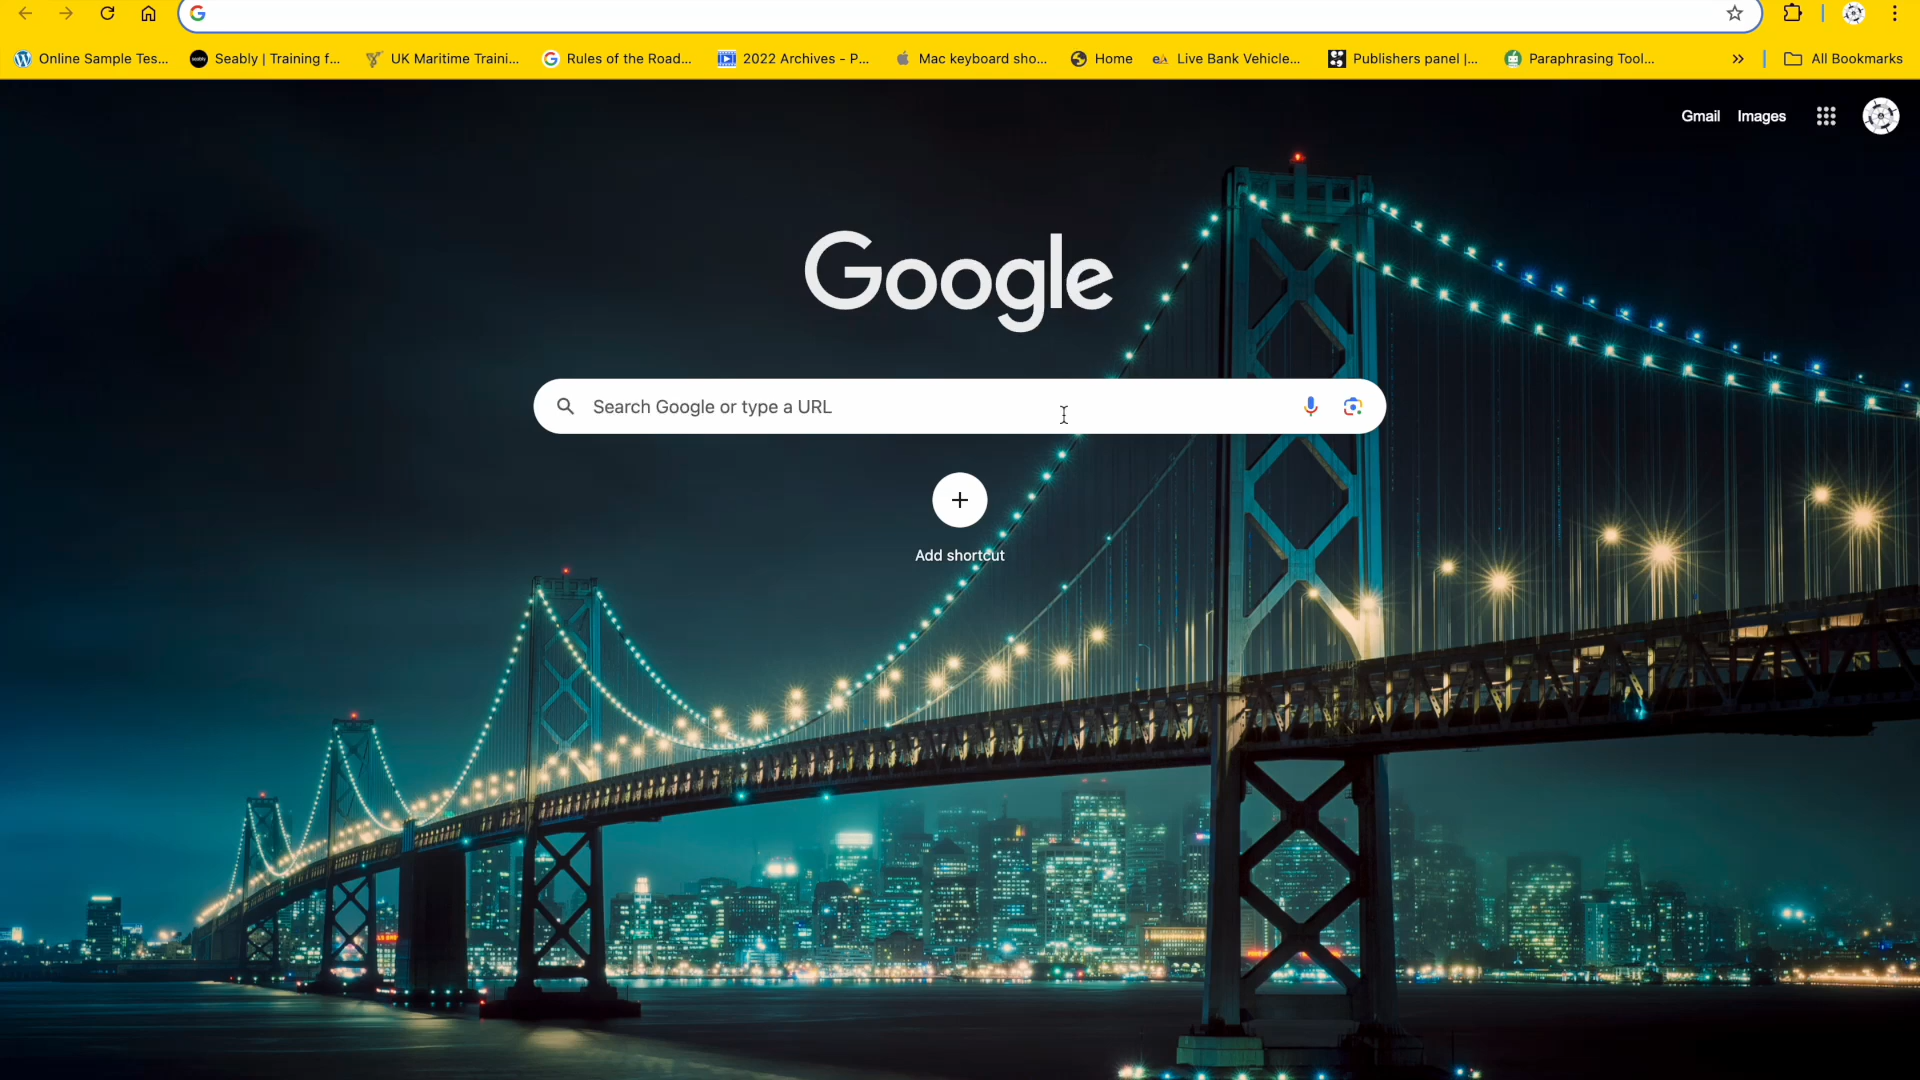 Online Sample Tes...
Seably | Training f...
UK Maritime Traini...
Rules of the Road...
2022 Archives - P...
Mac keyboard sho...
Home
Live Bank Vehicle...
Publishers panel |...
Paraphrasing Tool...
All Bookmarks
Gmail
Images
Google
Search Google or type a URL
Add shortcut